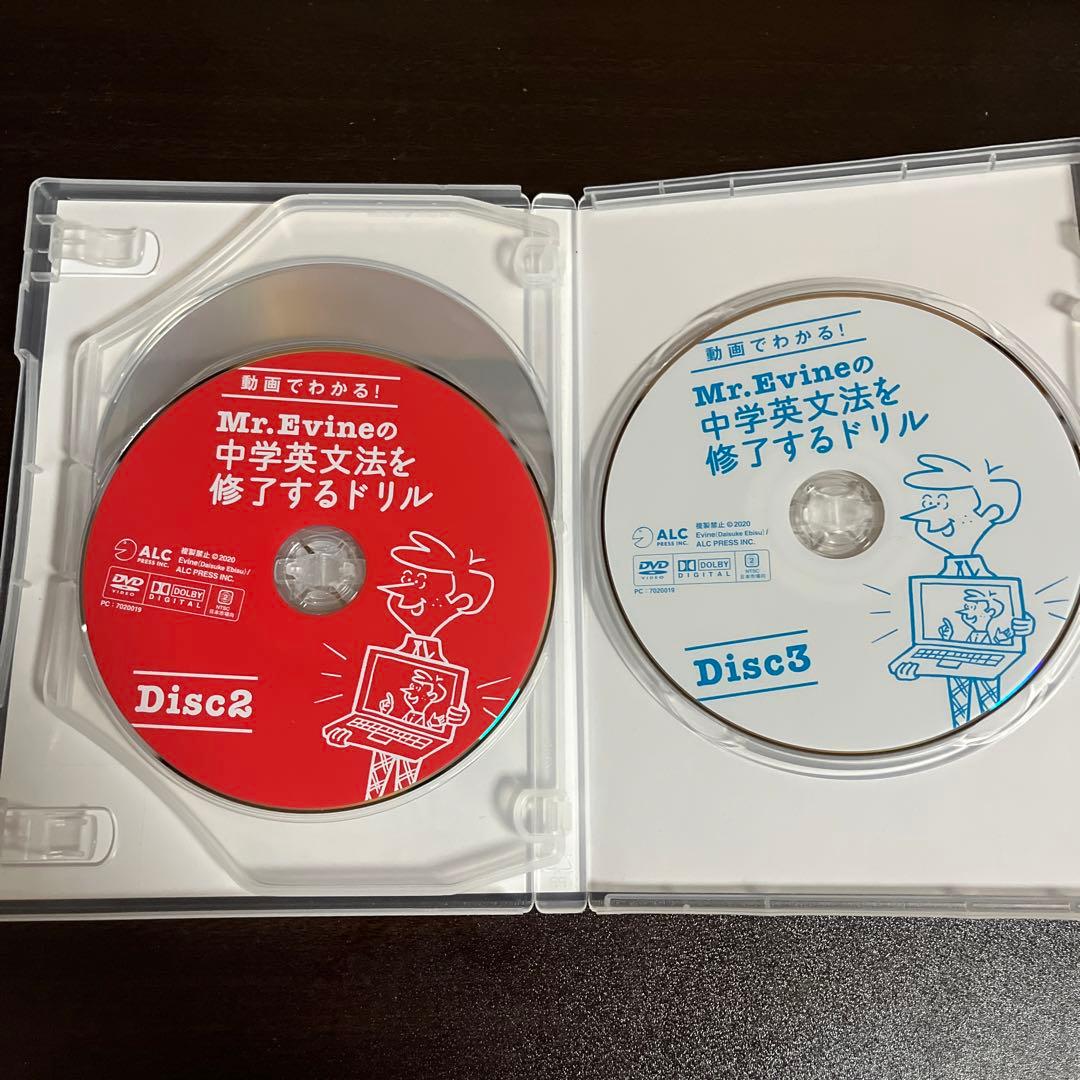 動画でわかる!
Mr.Evineの
中学英文法を
修了するドリル
ALC
PRESS INC.
複製禁止 ©2020
Evine(Daisuke Ebisu)/
ALC PRESS INC.
DVD
VIDEO
DOLBY
DIGITAL
2
NTSC
日本市場向
PC:7020019
Disc2
動画でわかる!
Mr.Evineの
中学英文法を
修了するドリル
ALC
PRESS INC.
複製禁止 ©2020
Evine(Daisuke Ebisu)/
ALC PRESS INC.
DVD
VIDEO
DOLBY
DIGITAL
2
NTSC
日本市場向
PC:7020019
Disc3